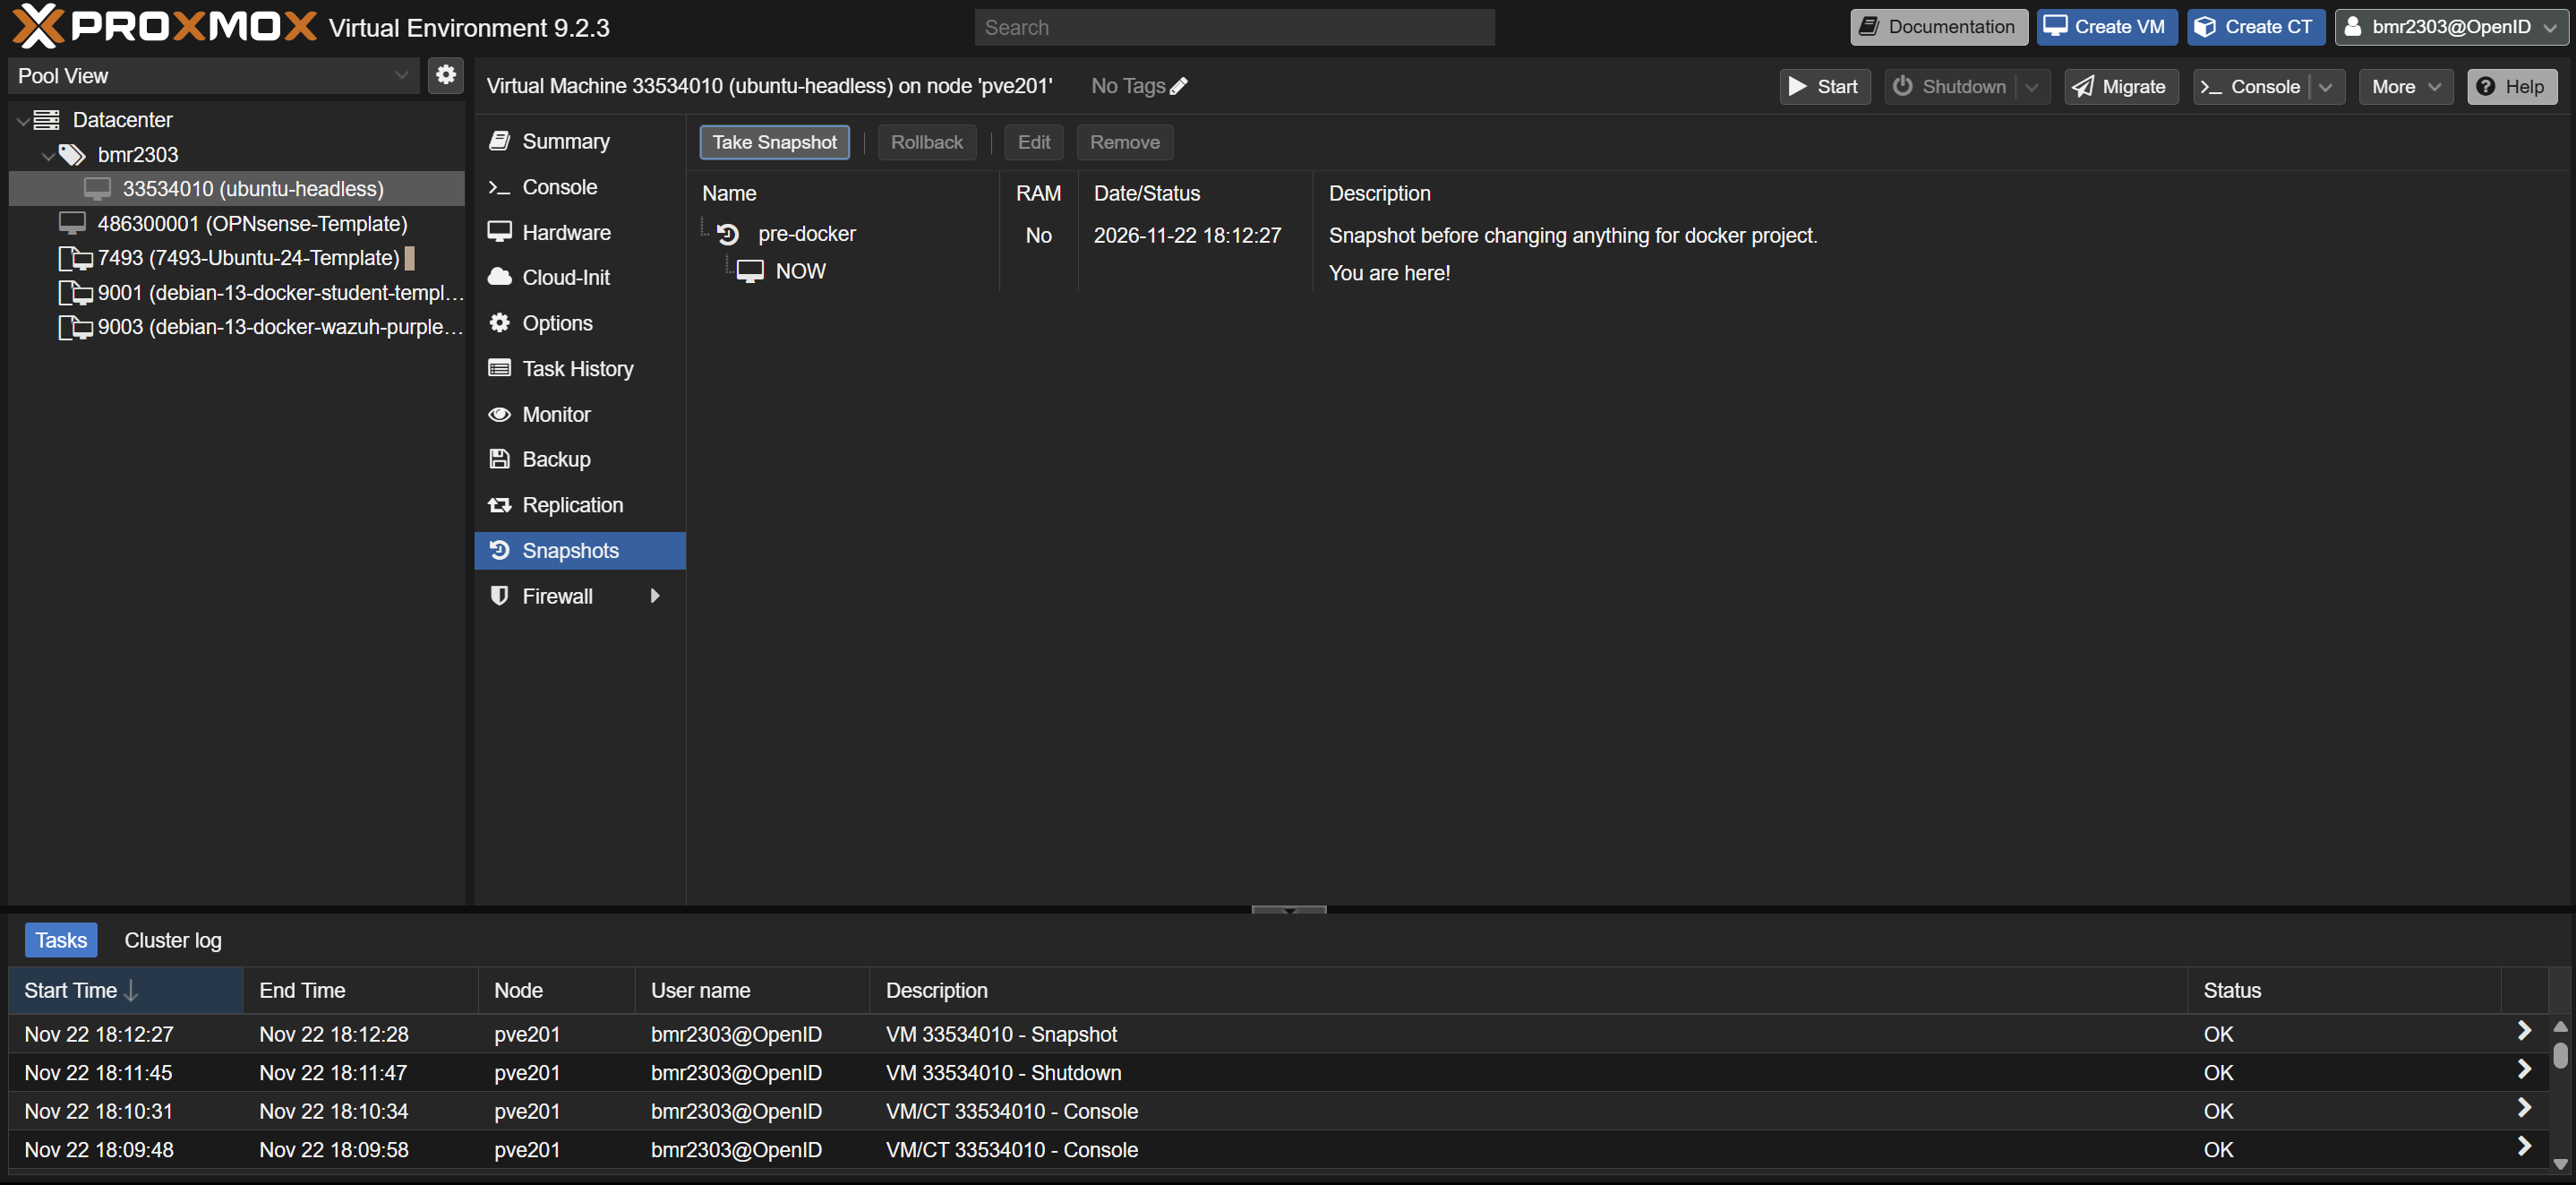 PROXMOX Virtual Environment 9.2.3
Search
Documentation
Create VM
Create CT
bmr2303@OpenID
Pool View
Datacenter
bmr2303
33534010 (ubuntu-headless)
486300001 (OPNsense-Template)
7493 (7493-Ubuntu-24-Template)
9001 (debian-13-docker-student-templ...
9003 (debian-13-docker-wazuh-purple...
Virtual Machine 33534010 (ubuntu-headless) on node 'pve201'
No Tags
Start
Shutdown
Migrate
Console
More
Help
Summary
Console
Hardware
Cloud-Init
Options
Task History
Monitor
Backup
Replication
Snapshots
Firewall
Take Snapshot
Rollback
Edit
Remove
Name RAM Date/Status Description
pre-docker No 2026-11-22 18:12:27 Snapshot before changing anything for docker project.
NOW You are here!
Tasks
Cluster log
Start Time End Time Node User name Description Status
Nov 22 18:12:27 Nov 22 18:12:28 pve201 bmr2303@OpenID VM 33534010 - Snapshot OK
Nov 22 18:11:45 Nov 22 18:11:47 pve201 bmr2303@OpenID VM 33534010 - Shutdown OK
Nov 22 18:10:31 Nov 22 18:10:34 pve201 bmr2303@OpenID VM/CT 33534010 - Console OK
Nov 22 18:09:48 Nov 22 18:09:58 pve201 bmr2303@OpenID VM/CT 33534010 - Console OK